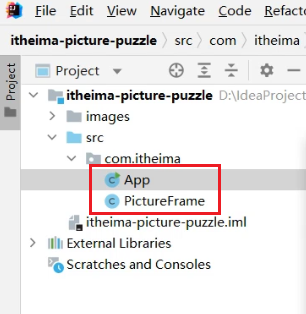 File Edit View Navigate Code Refacto
itheima-picture-puzzle src com itheima
Project
Project
itheima-picture-puzzle D:\IdeaProject
images
src
com.itheima
App
PictureFrame
itheima-picture-puzzle.iml
External Libraries
Scratches and Consoles